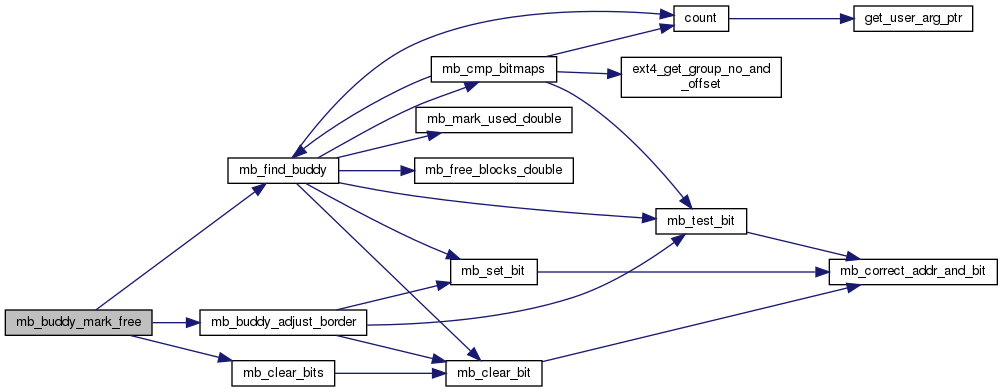 count
get_user_arg_ptr
mb_cmp_bitmaps
ext4_get_group_no_and
_offset
mb_mark_used_double
mb_find_buddy
mb_free_blocks_double
mb_test_bit
mb_set_bit
mb_correct_addr_and_bit
mb_buddy_mark_free
mb_buddy_adjust_border
mb_clear_bits
mb_clear_bit